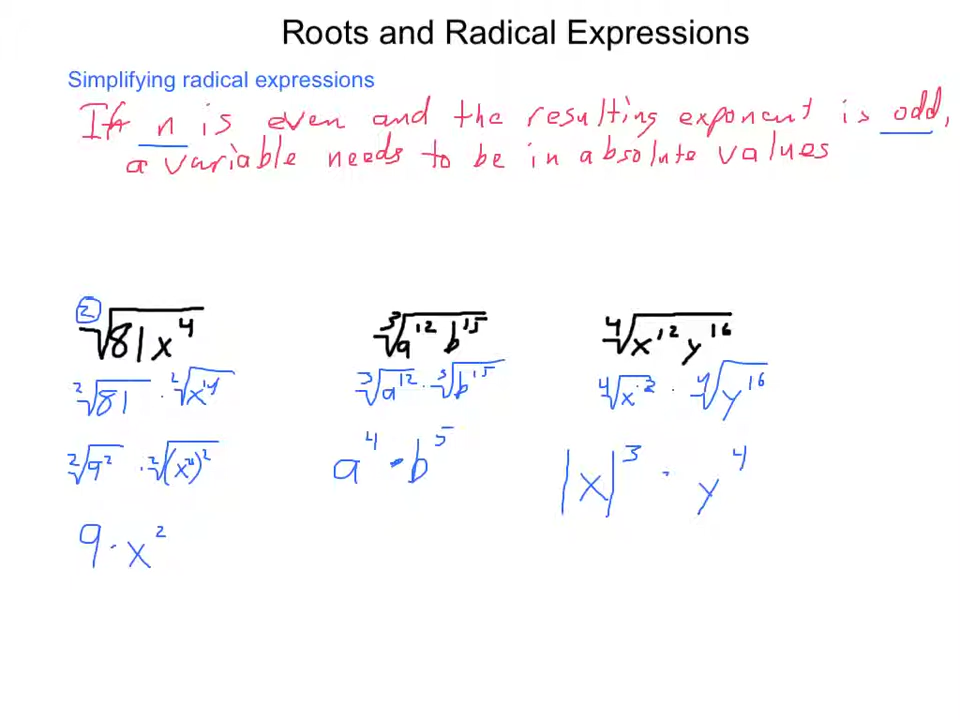 Roots and Radical Expressions
Simplifying radical expressions
If n is even and the resulting exponent is odd,
a variable needs to be in absolute values
²√81x⁴ ³√a¹²b¹⁵ ⁴√x¹²y¹⁶
²√81 · ²√x⁴ ³√a¹² · ³√b¹⁵ ⁴√x · ⁴√y¹⁶
²√9² · ²√(x²)² a⁴ · b⁵ |x|³ · y⁴
9 · x²